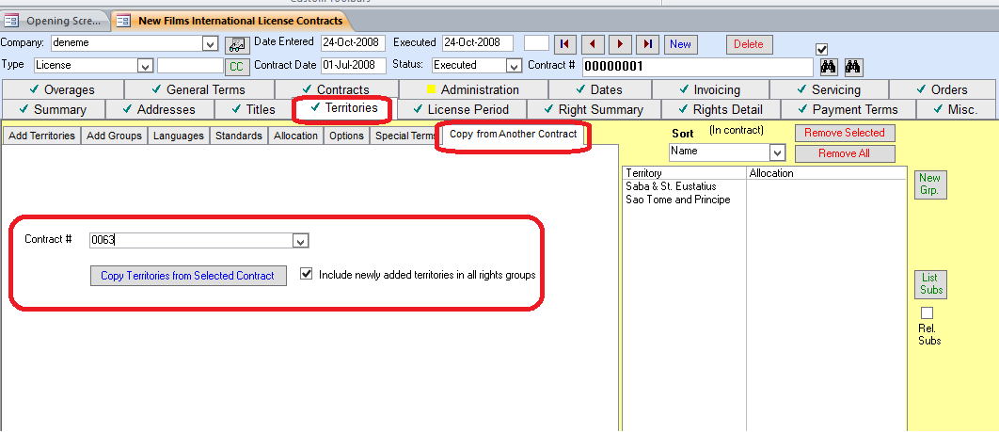 Custom Toolbars
Opening Scre... New Films International License Contracts
Company: deneme Date Entered 24-Oct-2008 Executed 24-Oct-2008 New Delete
Type License CC Contract Date 01-Jul-2008 Status: Executed Contract # 00000001
Overages General Terms Contracts Administration Dates Invoicing Servicing Orders
Summary Addresses Titles Territories License Period Right Summary Rights Detail Payment Terms Misc.
Add Territories Add Groups Languages Standards Allocation Options Special Terms Copy from Another Contract
Sort (In contract) Remove Selected
Name Remove All
Territory Allocation
Saba & St. Eustatius
Sao Tome and Principe
New
Grp.
Contract # 0063
Copy Territories from Selected Contract Include newly added territories in all rights groups
List
Subs
Rel.
Subs